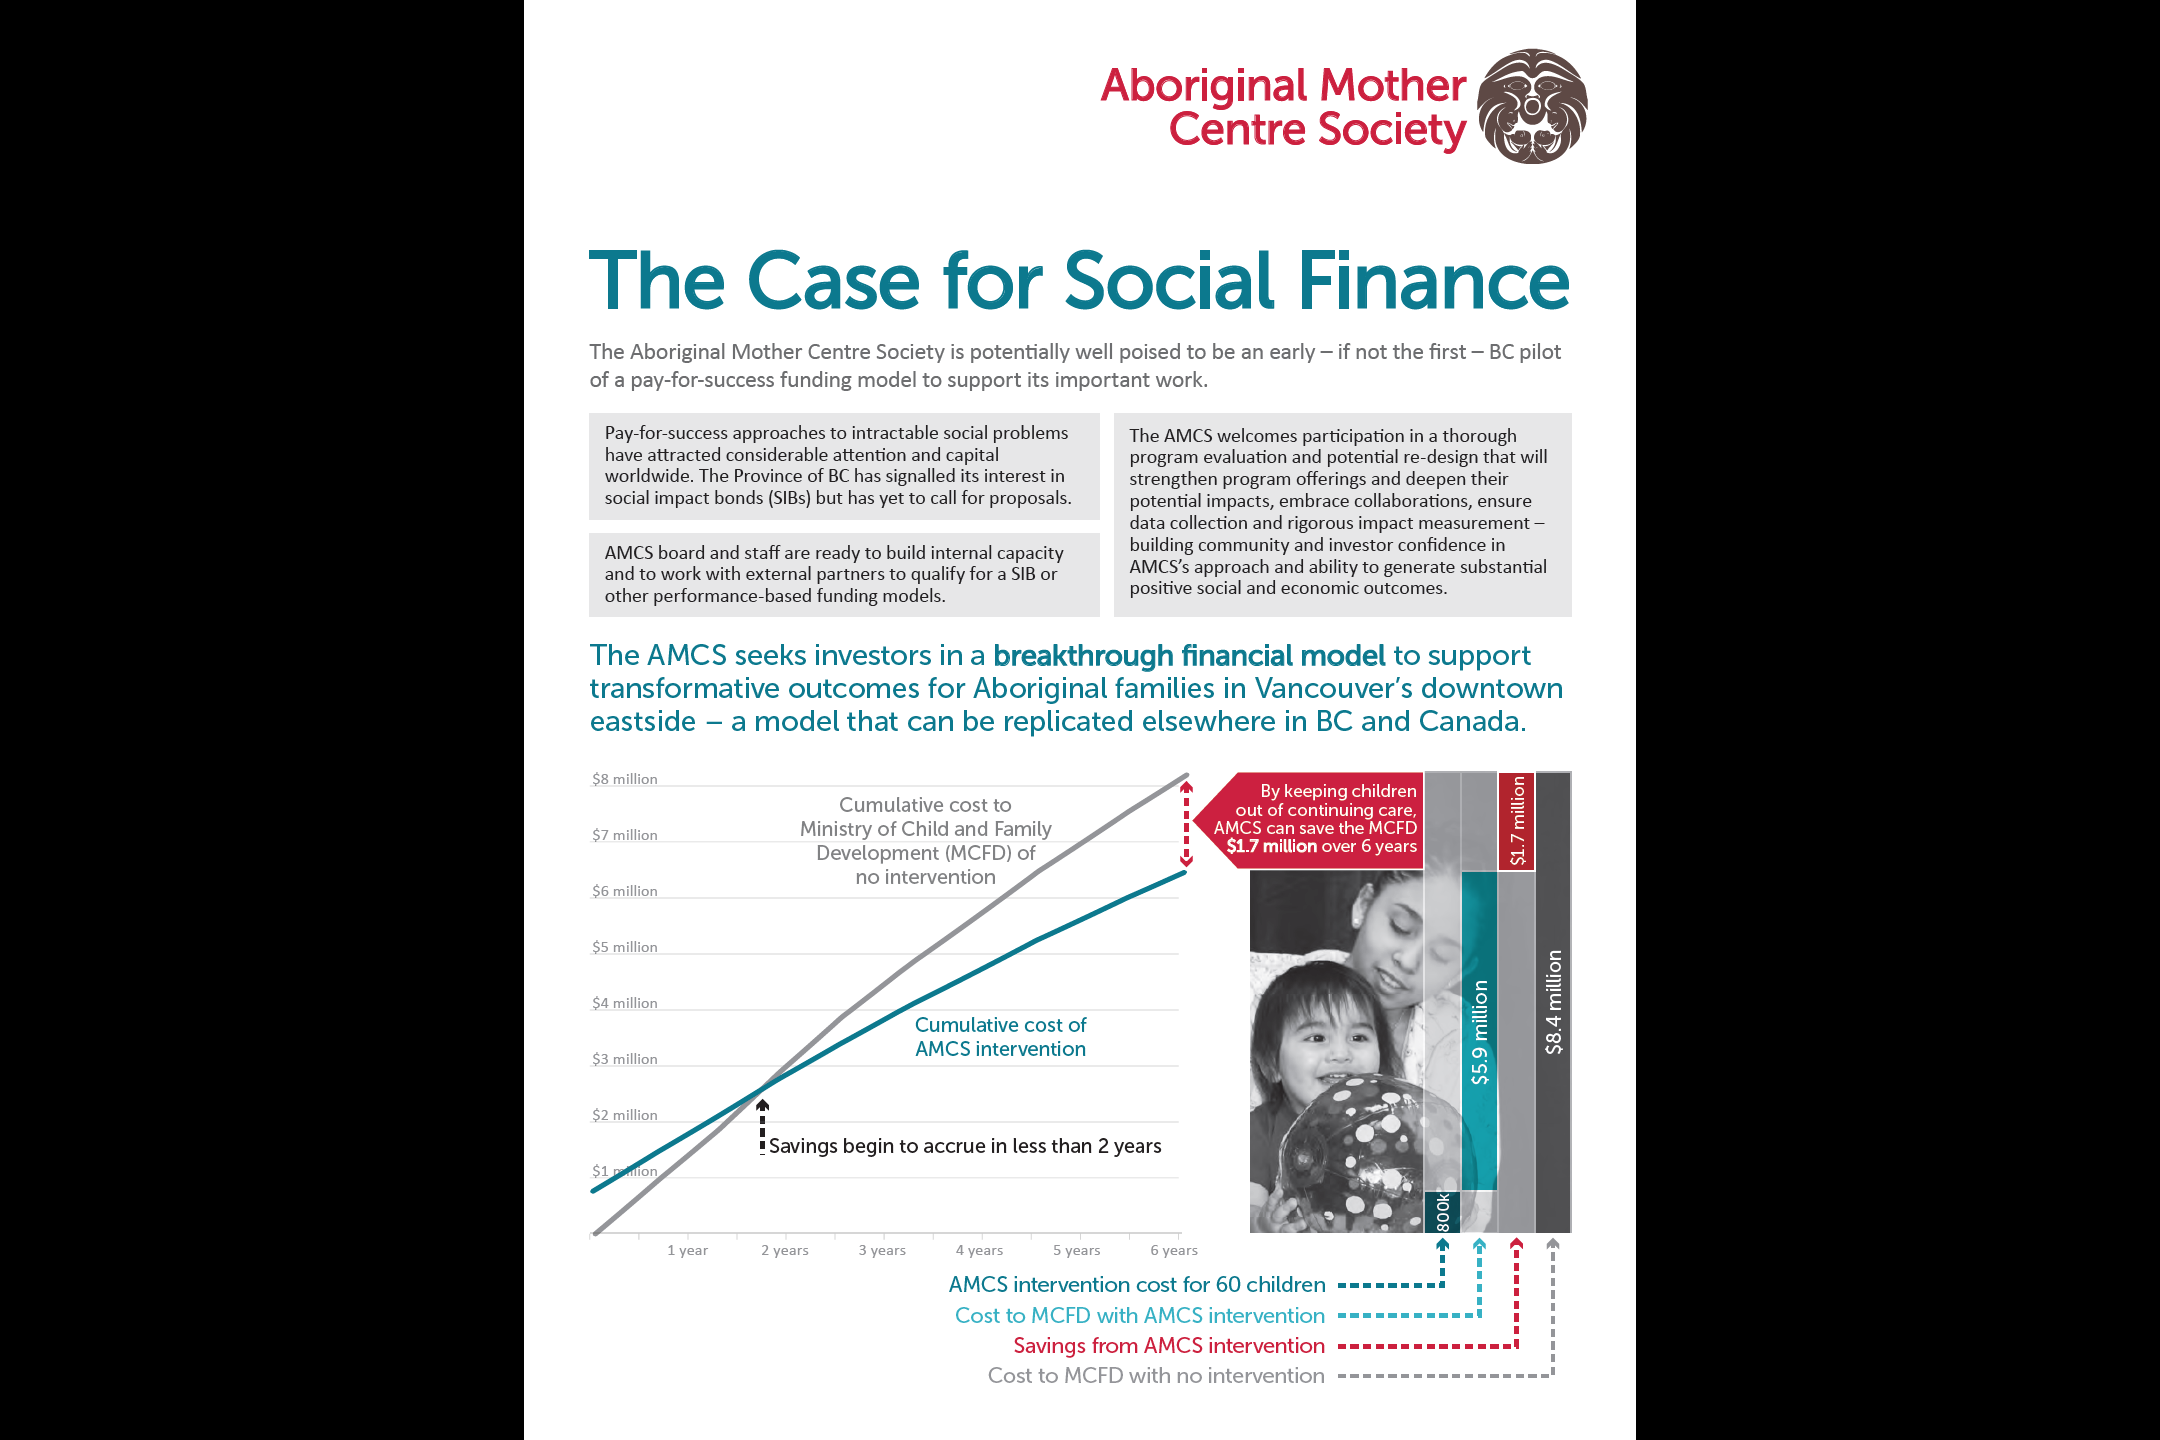 Aboriginal Mother
Centre Society
The Case for Social Finance
The Aboriginal Mother Centre Society is potentially well poised to be an early – if not the first – BC pilot
of a pay-for-success funding model to support its important work.
Pay-for-success approaches to intractable social problems
have attracted considerable attention and capital
worldwide. The Province of BC has signalled its interest in
social impact bonds (SIBs) but has yet to call for proposals.
AMCS board and staff are ready to build internal capacity
and to work with external partners to qualify for a SIB or
other performance-based funding models.
The AMCS welcomes participation in a thorough
program evaluation and potential re-design that will
strengthen program offerings and deepen their
potential impacts, embrace collaborations, ensure
data collection and rigorous impact measurement –
building community and investor confidence in
AMCS’s approach and ability to generate substantial
positive social and economic outcomes.
The AMCS seeks investors in a breakthrough financial model to support
transformative outcomes for Aboriginal families in Vancouver’s downtown
eastside – a model that can be replicated elsewhere in BC and Canada.
$8 million
$7 million
$6 million
$5 million
$4 million
$3 million
$2 million
$1 million
Cumulative cost to
Ministry of Child and Family
Development (MCFD) of
no intervention
Cumulative cost of
AMCS intervention
Savings begin to accrue in less than 2 years
1 year
2 years
3 years
4 years
5 years
6 years
By keeping children
out of continuing care,
AMCS can save the MCFD
$1.7 million over 6 years
800k
$5.9 million
$1.7 million
$8.4 million
AMCS intervention cost for 60 children
Cost to MCFD with AMCS intervention
Savings from AMCS intervention
Cost to MCFD with no intervention